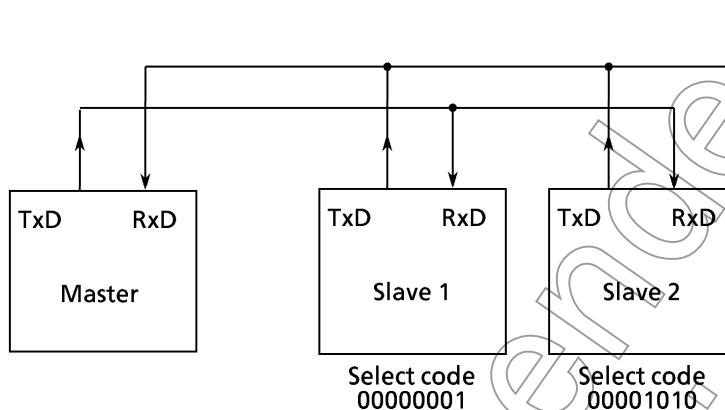 TxD RxD
Master
TxD RxD
Slave 1
Select code
00000001
TxD RxD
Slave 2
Select code
00001010